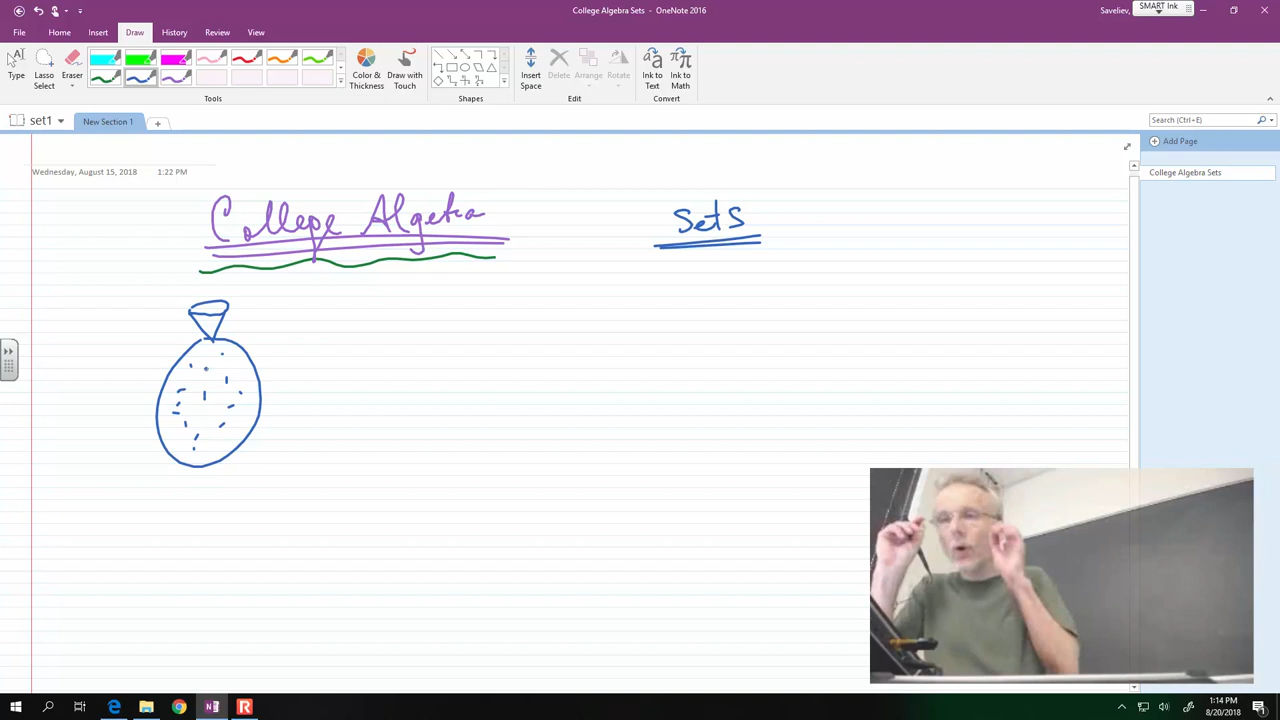 College Algebra Sets - OneNote 2016
Saveliev,
SMART Ink
File Home Insert Draw History Review View
Type
Lasso Select
Eraser
Color & Thickness
Draw with Touch
Insert Space
Delete
Arrange
Rotate
Ink to Text
Ink to Math
Tools Shapes Edit Convert
set1
New Section 1
Search (Ctrl+E)
Add Page
Wednesday, August 15, 2018 1:22 PM
College Algebra Sets
College Algebra
Sets
1:14 PM
8/20/2018